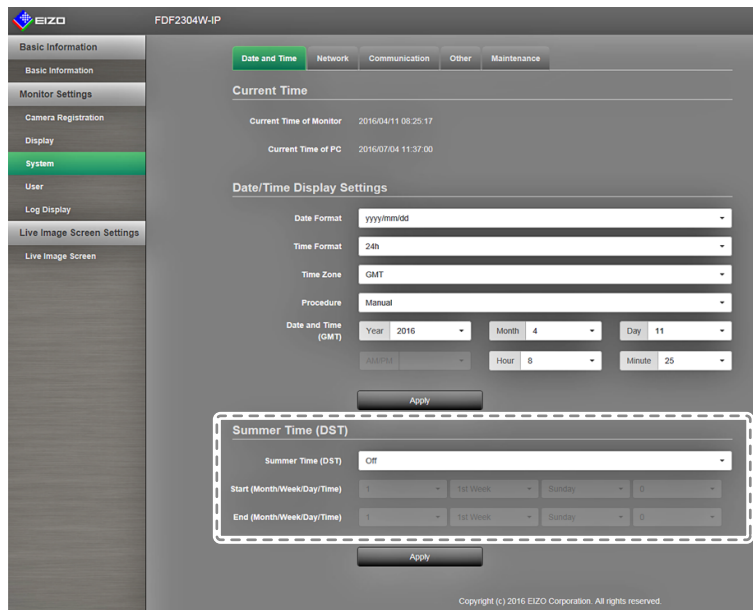 EIZO FDF2304W-IP
Basic Information
Basic Information
Monitor Settings
Camera Registration
Display
System
User
Log Display
Live Image Screen Settings
Live Image Screen
Date and Time Network Communication Other Maintenance
Current Time
Current Time of Monitor 2016/04/11 08:25:17
Current Time of PC 2016/07/04 11:37:00
Date/Time Display Settings
Date Format yyyy/mm/dd
Time Format 24h
Time Zone GMT
Procedure Manual
Date and Time
(GMT)
Year 2016 Month 4 Day 11
AM/PM Hour 8 Minute 25
Apply
Summer Time (DST)
Summer Time (DST) Off
Start (Month/Week/Day/Time) 1 1st Week Sunday 0
End (Month/Week/Day/Time) 1 1st Week Sunday 0
Apply
Copyright (c) 2016 EIZO Corporation. All rights reserved.